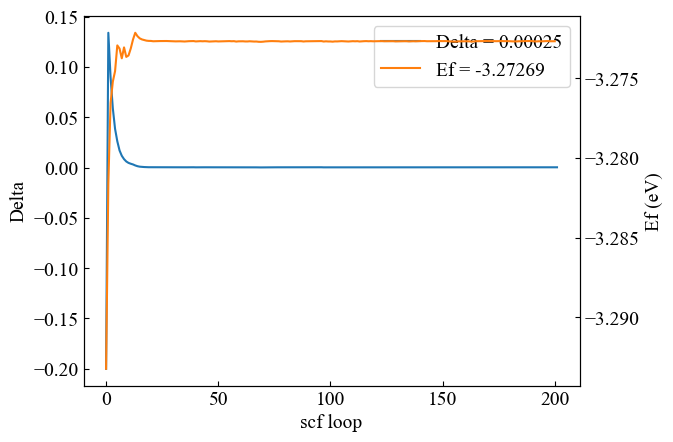 0.15
0.10
0.05
0.00
−0.05
−0.10
−0.15
−0.20
Delta
Delta = 0.00025
Ef = -3.27269
−3.275
−3.280
−3.285
−3.290
Ef (eV)
0 50 100 150 200
scf loop